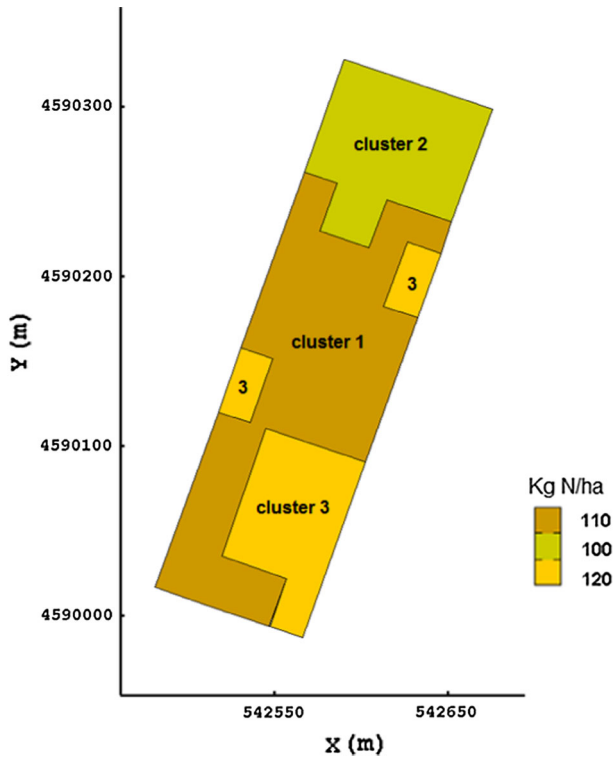 4590300
cluster 2
4590200
3
Y (m)
cluster 1
3
4590100
cluster 3
4590000
Kg N/ha
110
100
120
542550
542650
X (m)